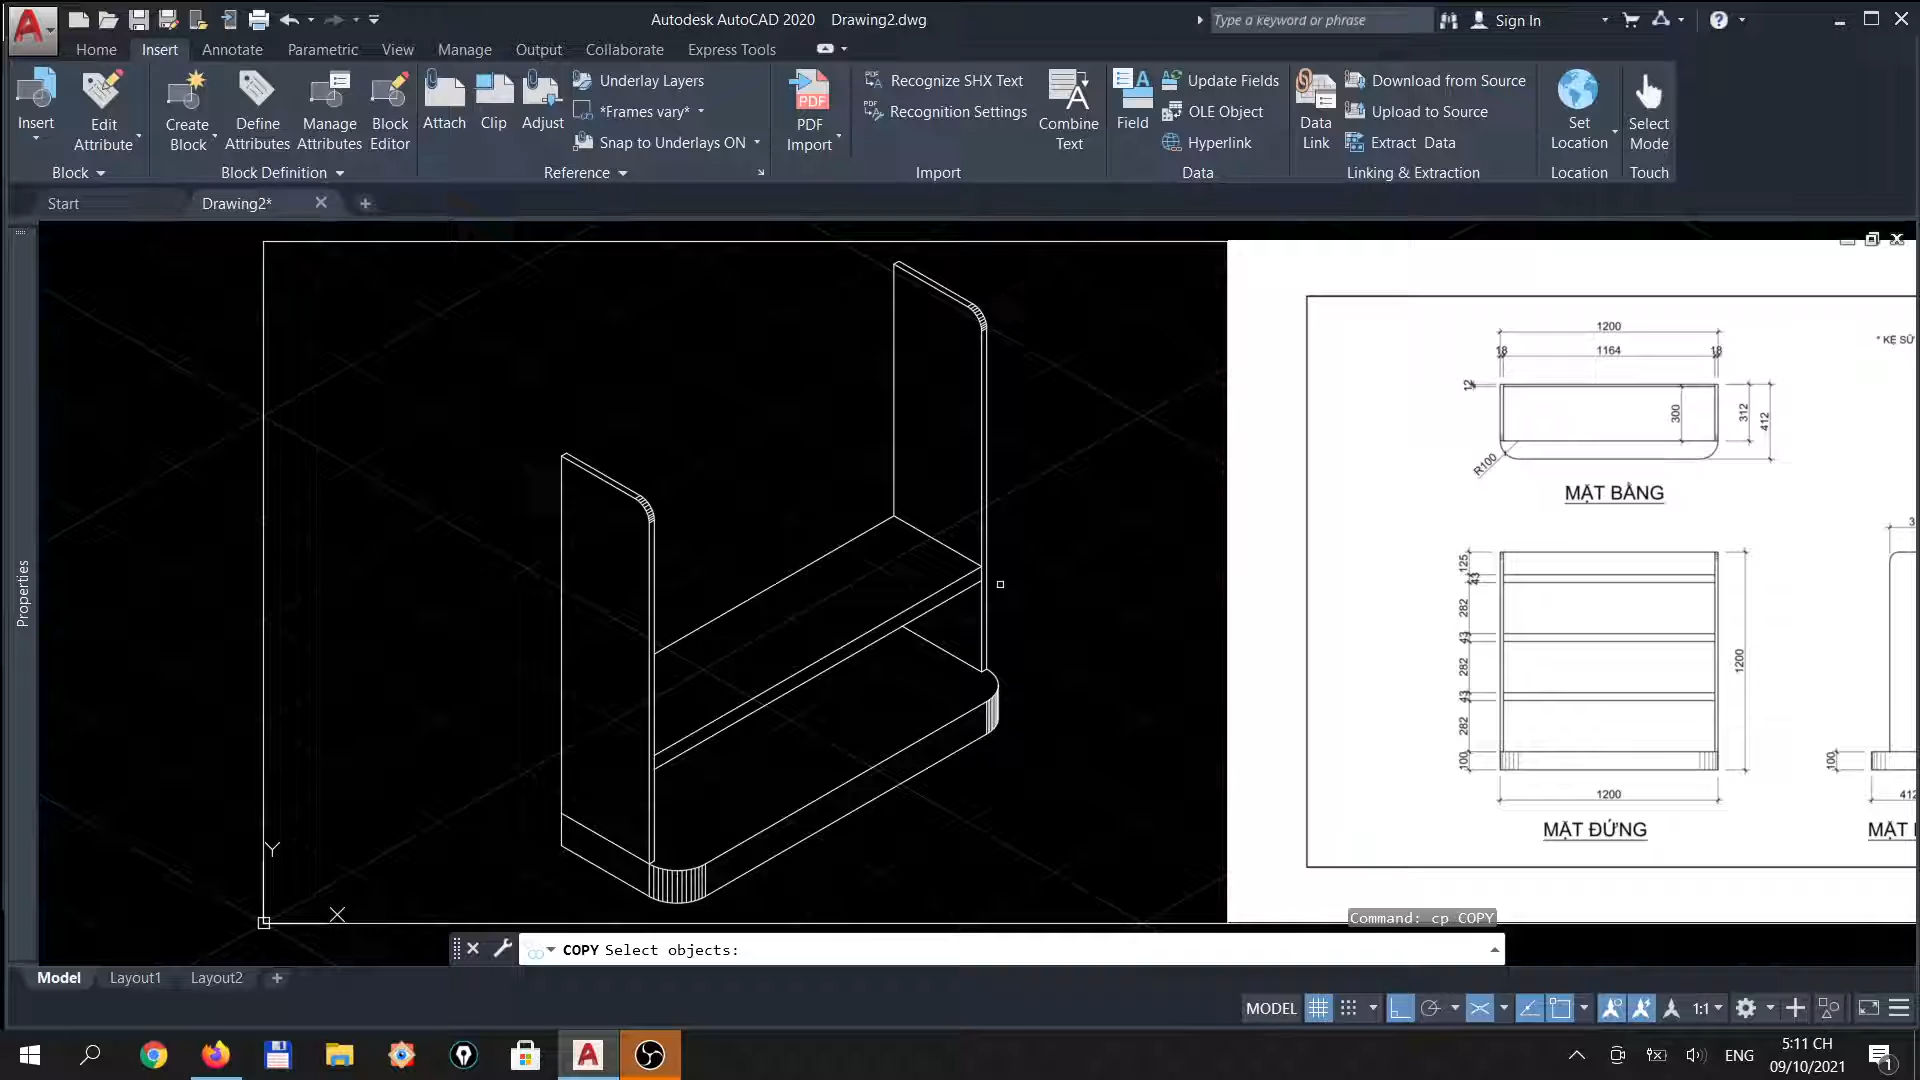 Autodesk AutoCAD 2020 Drawing2.dwg
Type a keyword or phrase
Sign In
Home Insert Annotate Parametric View Manage Output Collaborate Express Tools
Insert
Edit Attribute
Block
Create Block
Define Attributes
Manage Attributes
Block Editor
Block Definition
Attach
Clip
Adjust
Underlay Layers
*Frames vary*
Snap to Underlays ON
Reference
PDF
PDF Import
Recognize SHX Text
Recognition Settings
Combine Text
Import
Field
Update Fields
OLE Object
Hyperlink
Data
Data Link
Download from Source
Upload to Source
Extract Data
Linking & Extraction
Set Location
Location
Select Mode
Touch
Start
Drawing2*
Properties
Y
X
1200
18
1164
18
12
300
312
412
R100
* KỆ SỮ
MẶT BẰNG
125
43
282
43
282
43
282
100
1200
1200
MẶT ĐỨNG
3
100
412
MẶT
Command: cp COPY
COPY Select objects:
Model Layout1 Layout2
MODEL
1:1
ENG
5:11 CH
09/10/2021
1